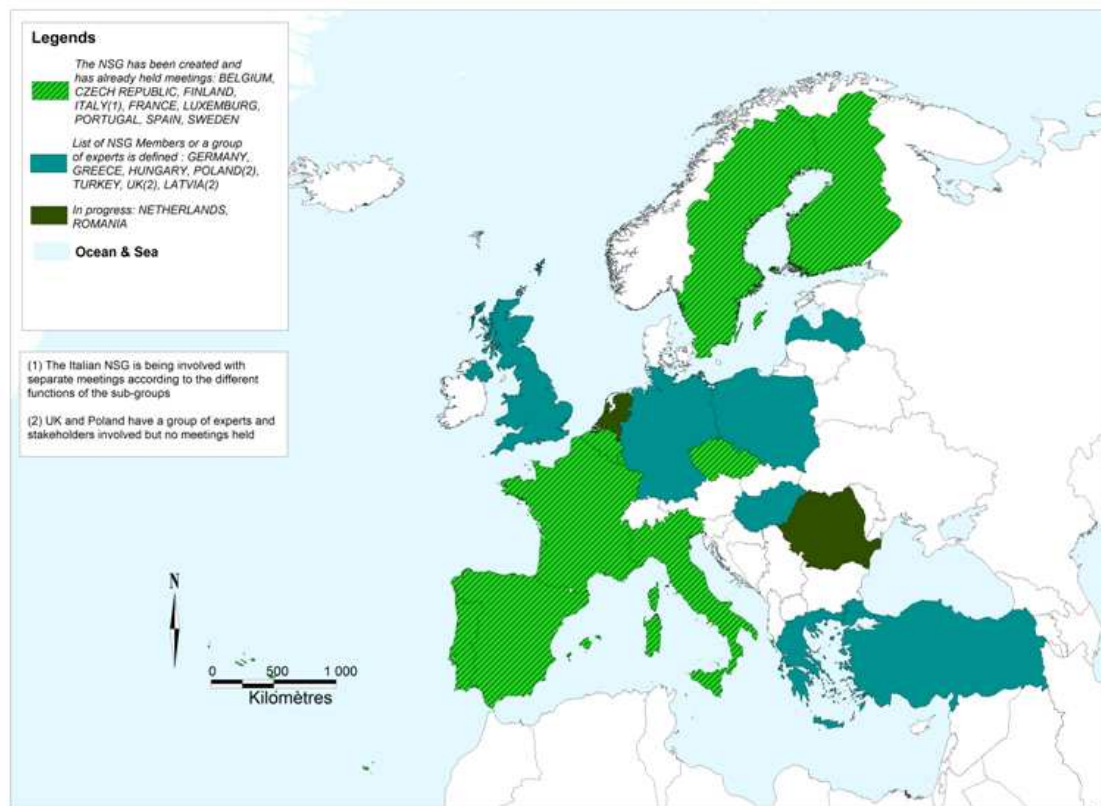 Legends
The NSG has been created and
has already held meetings: BELGIUM,
CZECH REPUBLIC, FINLAND,
ITALY(1), FRANCE, LUXEMBURG,
PORTUGAL, SPAIN, SWEDEN
List of NSG Members or a group
of experts is defined : GERMANY,
GREECE, HUNGARY, POLAND(2),
TURKEY, UK(2), LATVIA(2)
In progress: NETHERLANDS,
ROMANIA
Ocean & Sea
(1) The Italian NSG is being involved with
separate meetings according to the different
functions of the sub-groups
(2) UK and Poland have a group of experts and
stakeholders involved but no meetings held
N
0 500 1 000
Kilomètres